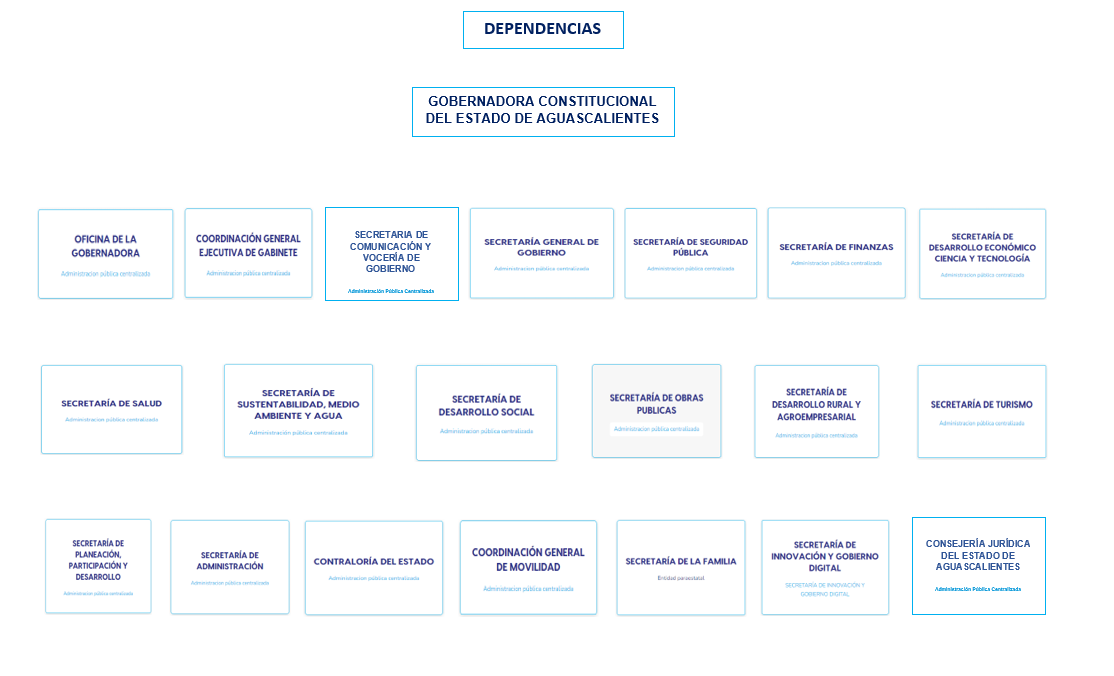 DEPENDENCIAS
GOBERNADORA CONSTITUCIONAL
DEL ESTADO DE AGUASCALIENTES
OFICINA DE LA
GOBERNADORA
Administracion pública centralizada
COORDINACIÓN GENERAL
EJECUTIVA DE GABINETE
Administracion pública centralizada
SECRETARIA DE
COMUNICACIÓN Y
VOCERÍA DE
GOBIERNO
Administración Pública Centralizada
SECRETARÍA GENERAL DE
GOBIERNO
Administracion pública centralizada
SECRETARÍA DE SEGURIDAD
PÚBLICA
Administracion pública centralizada
SECRETARÍA DE FINANZAS
Administracion pública centralizada
SECRETARÍA DE
DESARROLLO ECONÓMICO
CIENCIA Y TECNOLOGÍA
Administracion pública centralizada
SECRETARÍA DE SALUD
Administracion pública centralizada
SECRETARÍA DE
SUSTENTABILIDAD, MEDIO
AMBIENTE Y AGUA
Administración pública centralizada
SECRETARÍA DE
DESARROLLO SOCIAL
Administracion pública centralizada
SECRETARÍA DE OBRAS
PUBLICAS
Administracion pública centralizada
SECRETARÍA DE
DESARROLLO RURAL Y
AGROEMPRESARIAL
Administracion pública centralizada
SECRETARÍA DE TURISMO
Administracion pública centralizada
SECRETARÍA DE
PLANEACIÓN,
PARTICIPACIÓN Y
DESARROLLO
Administracion pública centralizada
SECRETARÍA DE
ADMINISTRACIÓN
Administracion pública centralizada
CONTRALORÍA DEL ESTADO
Administracion pública centralizada
COORDINACIÓN GENERAL
DE MOVILIDAD
Administracion pública centralizada
SECRETARÍA DE LA FAMILIA
Entidad paraestatal
SECRETARÍA DE
INNOVACIÓN Y GOBIERNO
DIGITAL
SECRETARÍA DE INNOVACIÓN Y
GOBIERNO DIGITAL
CONSEJERÍA JURÍDICA
DEL ESTADO DE
AGUASCALIENTES
Administración Pública Centralizada